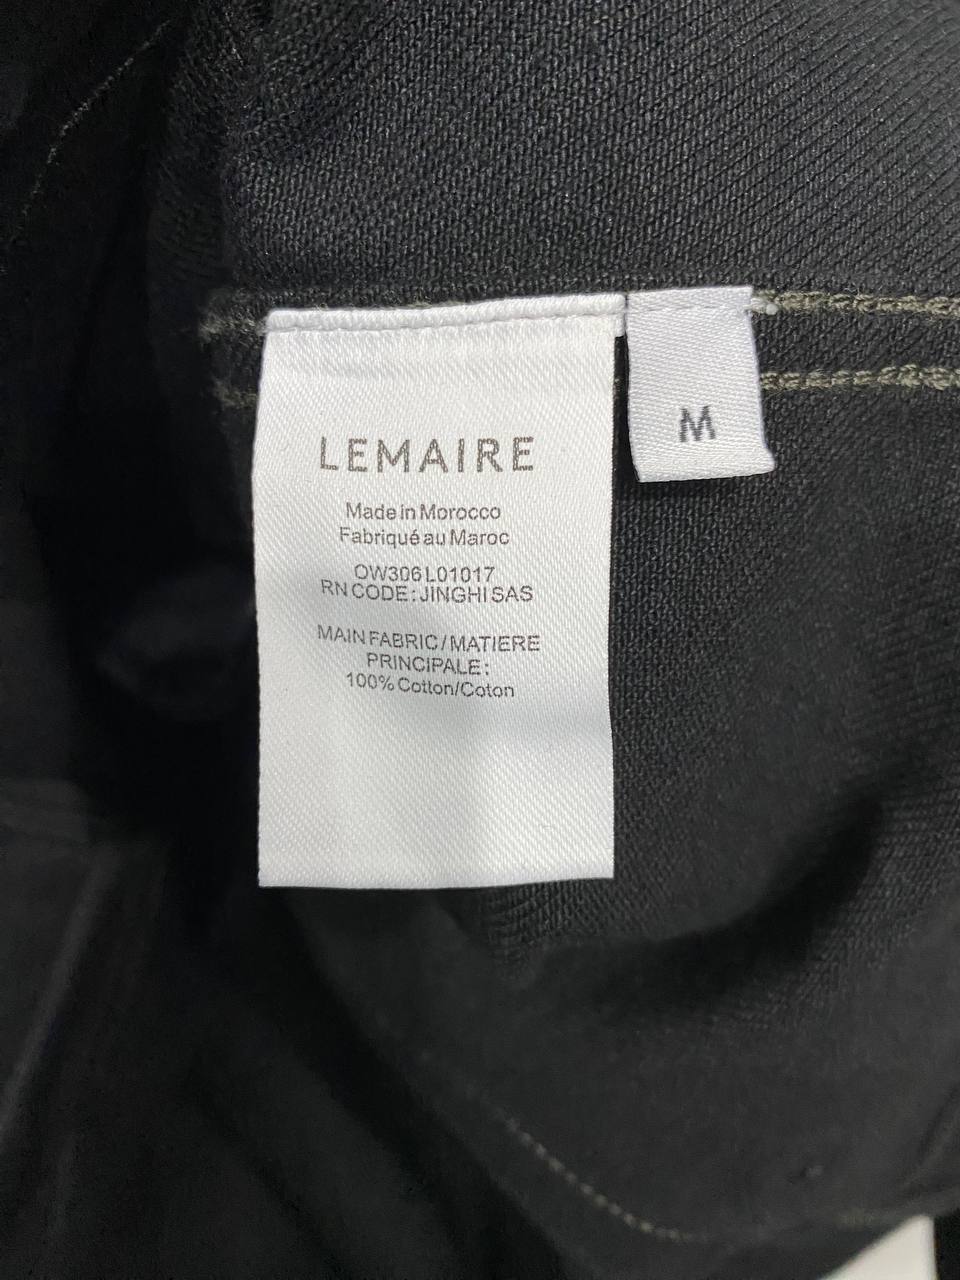 LEMAIRE
Made in Morocco
Fabriqué au Maroc
OW306 L01017
RN CODE : JINGHI SAS
MAIN FABRIC / MATIERE
PRINCIPALE :
100% Cotton/Coton
M